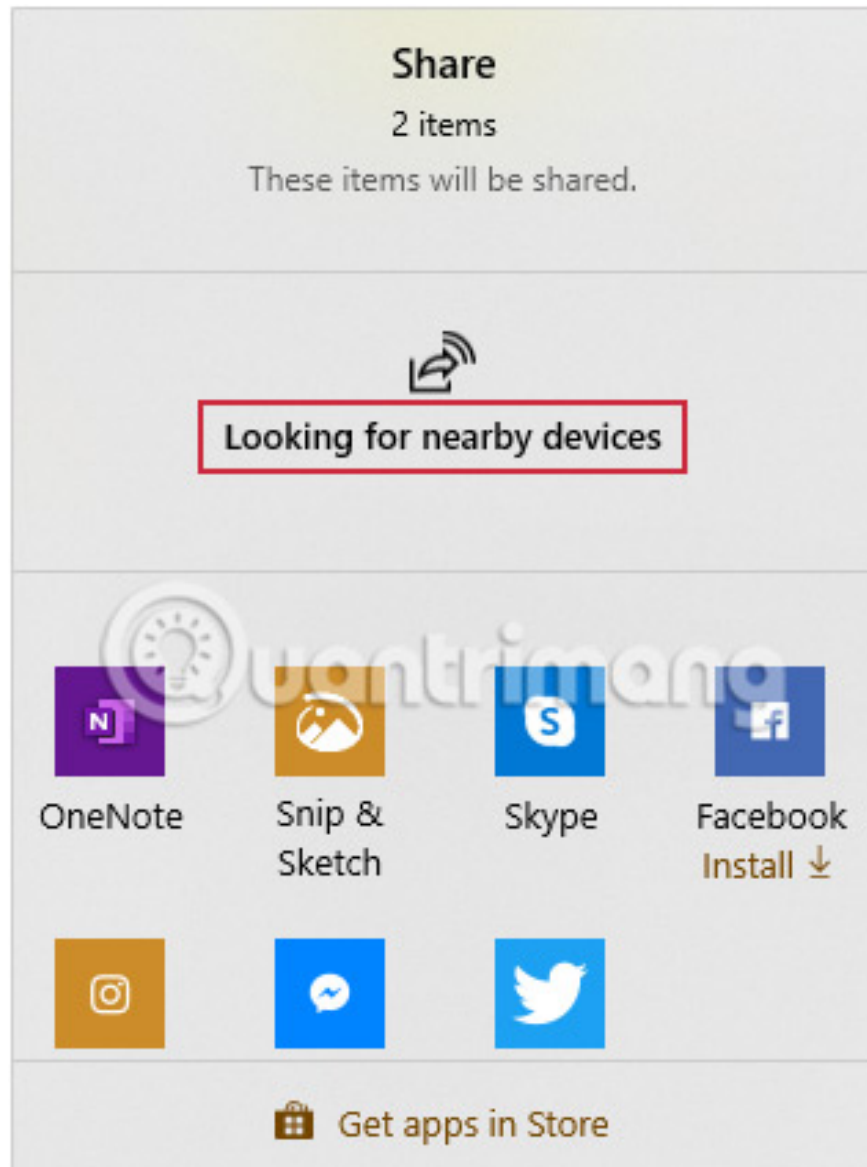 Share
2 items
These items will be shared.
Looking for nearby devices
Quantrimang
N
S
f
OneNote
Snip &
Sketch
Skype
Facebook
Install
Get apps in Store